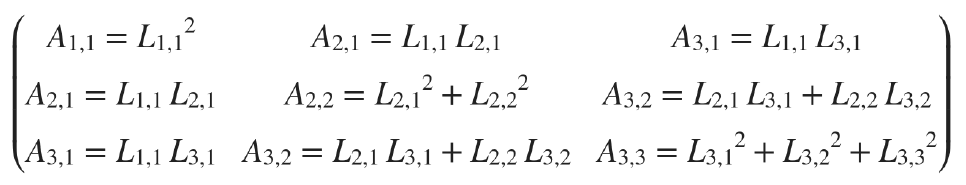 A₁,₁ = L₁,₁² A₂,₁ = L₁,₁ L₂,₁ A₃,₁ = L₁,₁ L₃,₁
A₂,₁ = L₁,₁ L₂,₁ A₂,₂ = L₂,₁² + L₂,₂² A₃,₂ = L₂,₁ L₃,₁ + L₂,₂ L₃,₂
A₃,₁ = L₁,₁ L₃,₁ A₃,₂ = L₂,₁ L₃,₁ + L₂,₂ L₃,₂ A₃,₃ = L₃,₁² + L₃,₂² + L₃,₃²